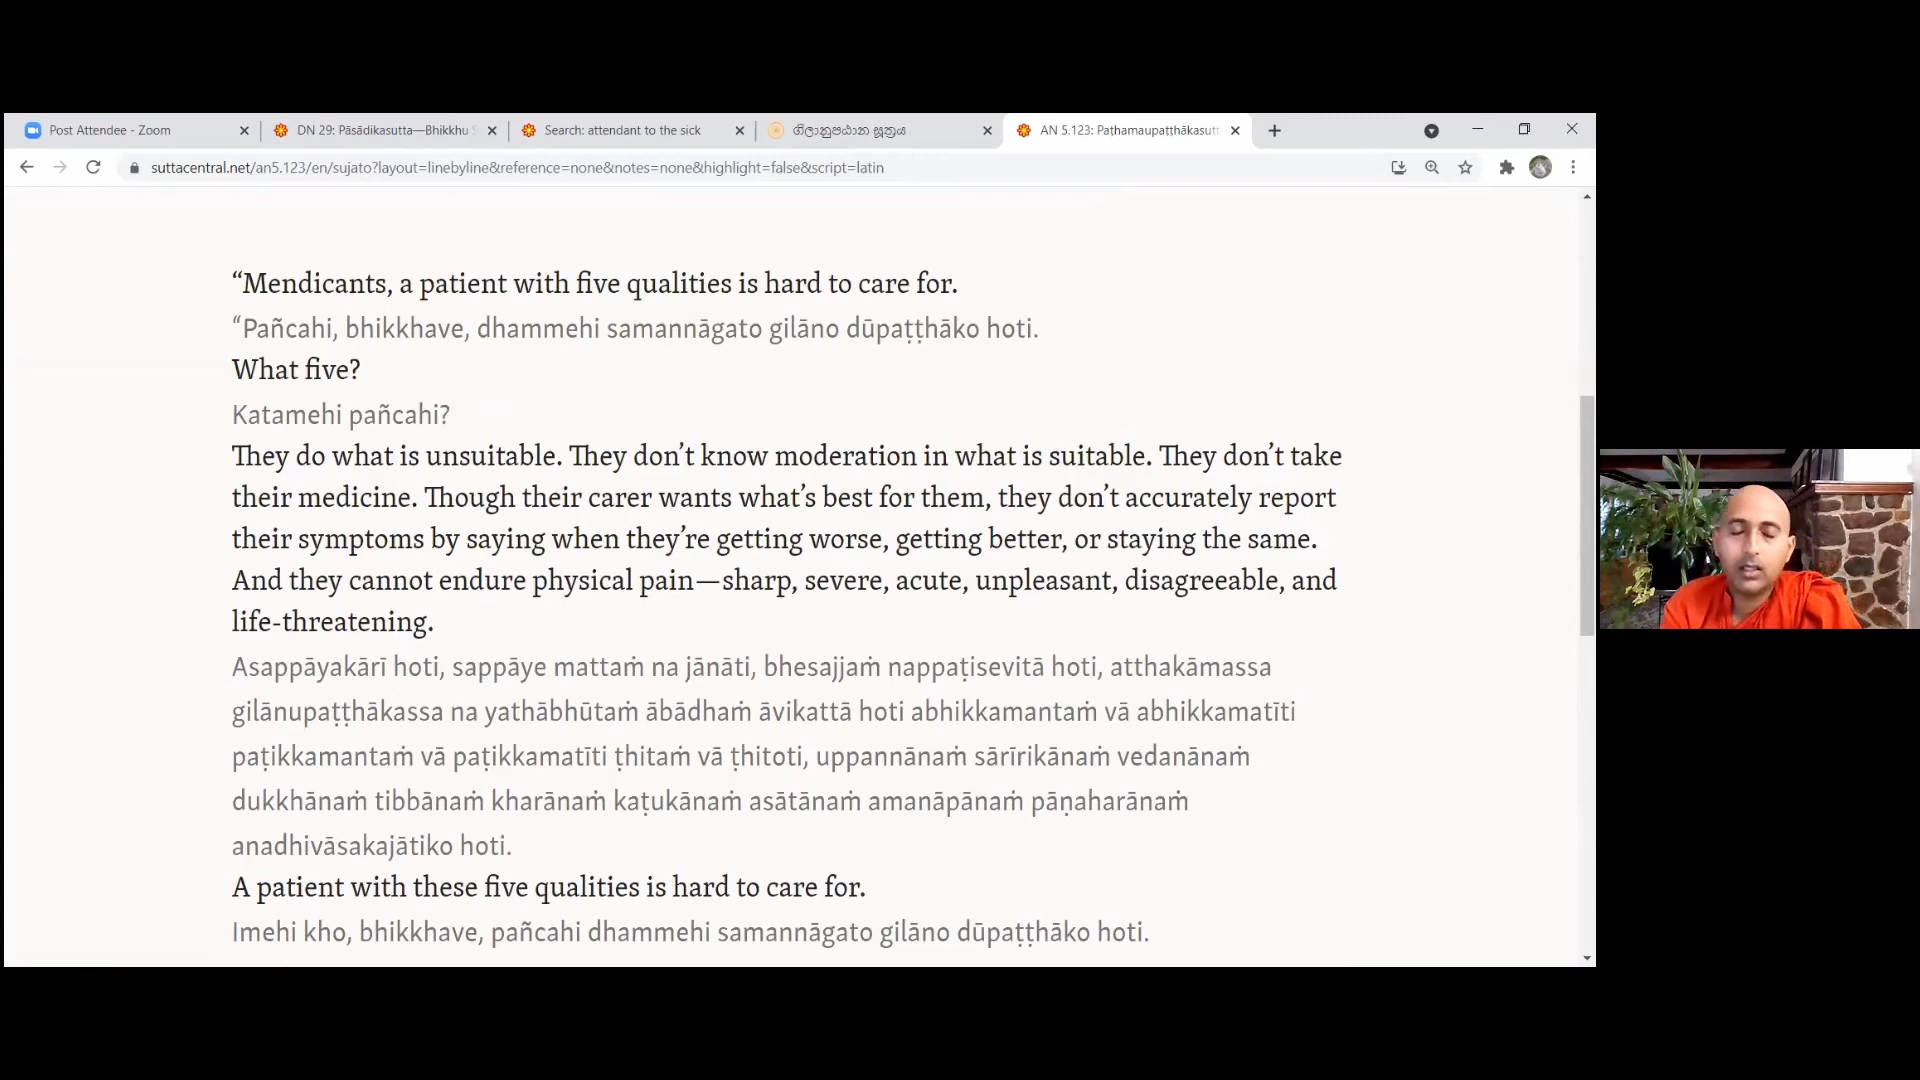 Post Attendee - Zoom
DN 29: Pāsādikasutta—Bhikkhu S
Search: attendant to the sick
ගිලානුපඨාන සූත්‍රය
AN 5.123: Paṭhamaupaṭṭhākasutt
suttacentral.net/an5.123/en/sujato?layout=linebyline&reference=none&notes=none&highlight=false&script=latin
“Mendicants, a patient with five qualities is hard to care for.
“Pañcahi, bhikkhave, dhammehi samannāgato gilāno dūpaṭṭhāko hoti.
What five?
Katamehi pañcahi?
They do what is unsuitable. They don’t know moderation in what is suitable. They don’t take
their medicine. Though their carer wants what’s best for them, they don’t accurately report
their symptoms by saying when they’re getting worse, getting better, or staying the same.
And they cannot endure physical pain—sharp, severe, acute, unpleasant, disagreeable, and
life-threatening.
Asappāyakārī hoti, sappāye mattaṁ na jānāti, bhesajjaṁ nappaṭisevitā hoti, atthakāmassa
gilānupaṭṭhākassa na yathābhūtaṁ ābādhaṁ āvikattā hoti abhikkamantaṁ vā abhikkamatīti
paṭikkamantaṁ vā paṭikkamatīti ṭhitaṁ vā ṭhitoti, uppannānaṁ sārīrikānaṁ vedanānaṁ
dukkhānaṁ tibbānaṁ kharānaṁ kaṭukānaṁ asātānaṁ amanāpānaṁ pāṇaharānaṁ
anadhivāsakajātiko hoti.
A patient with these five qualities is hard to care for.
Imehi kho, bhikkhave, pañcahi dhammehi samannāgato gilāno dūpaṭṭhāko hoti.